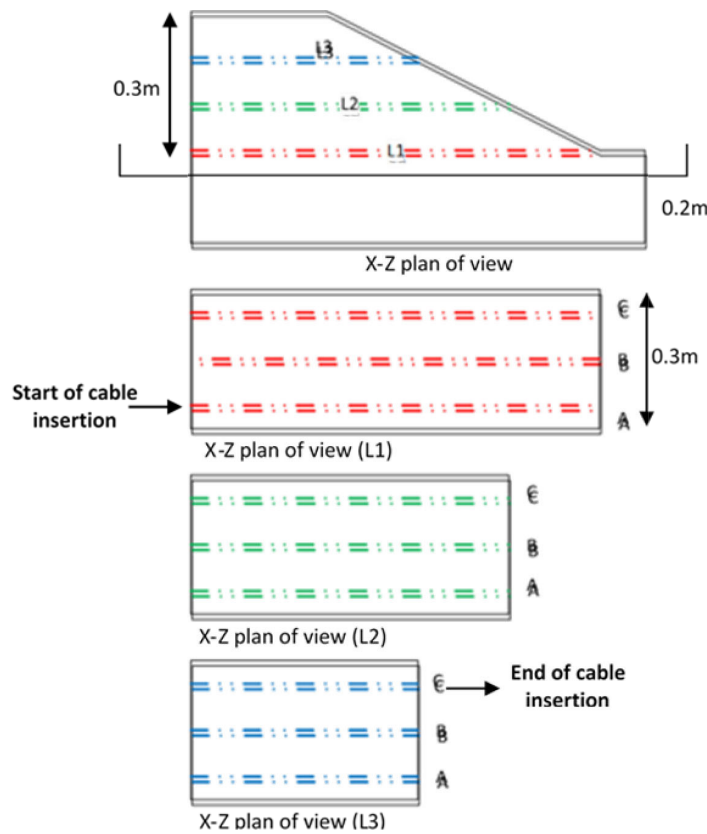 L3
0.3m
L2
L1
0.2m
X-Z plan of view
C
B
0.3m
Start of cable
insertion
A
X-Z plan of view (L1)
C
B
A
X-Z plan of view (L2)
C
End of cable
insertion
B
A
X-Z plan of view (L3)